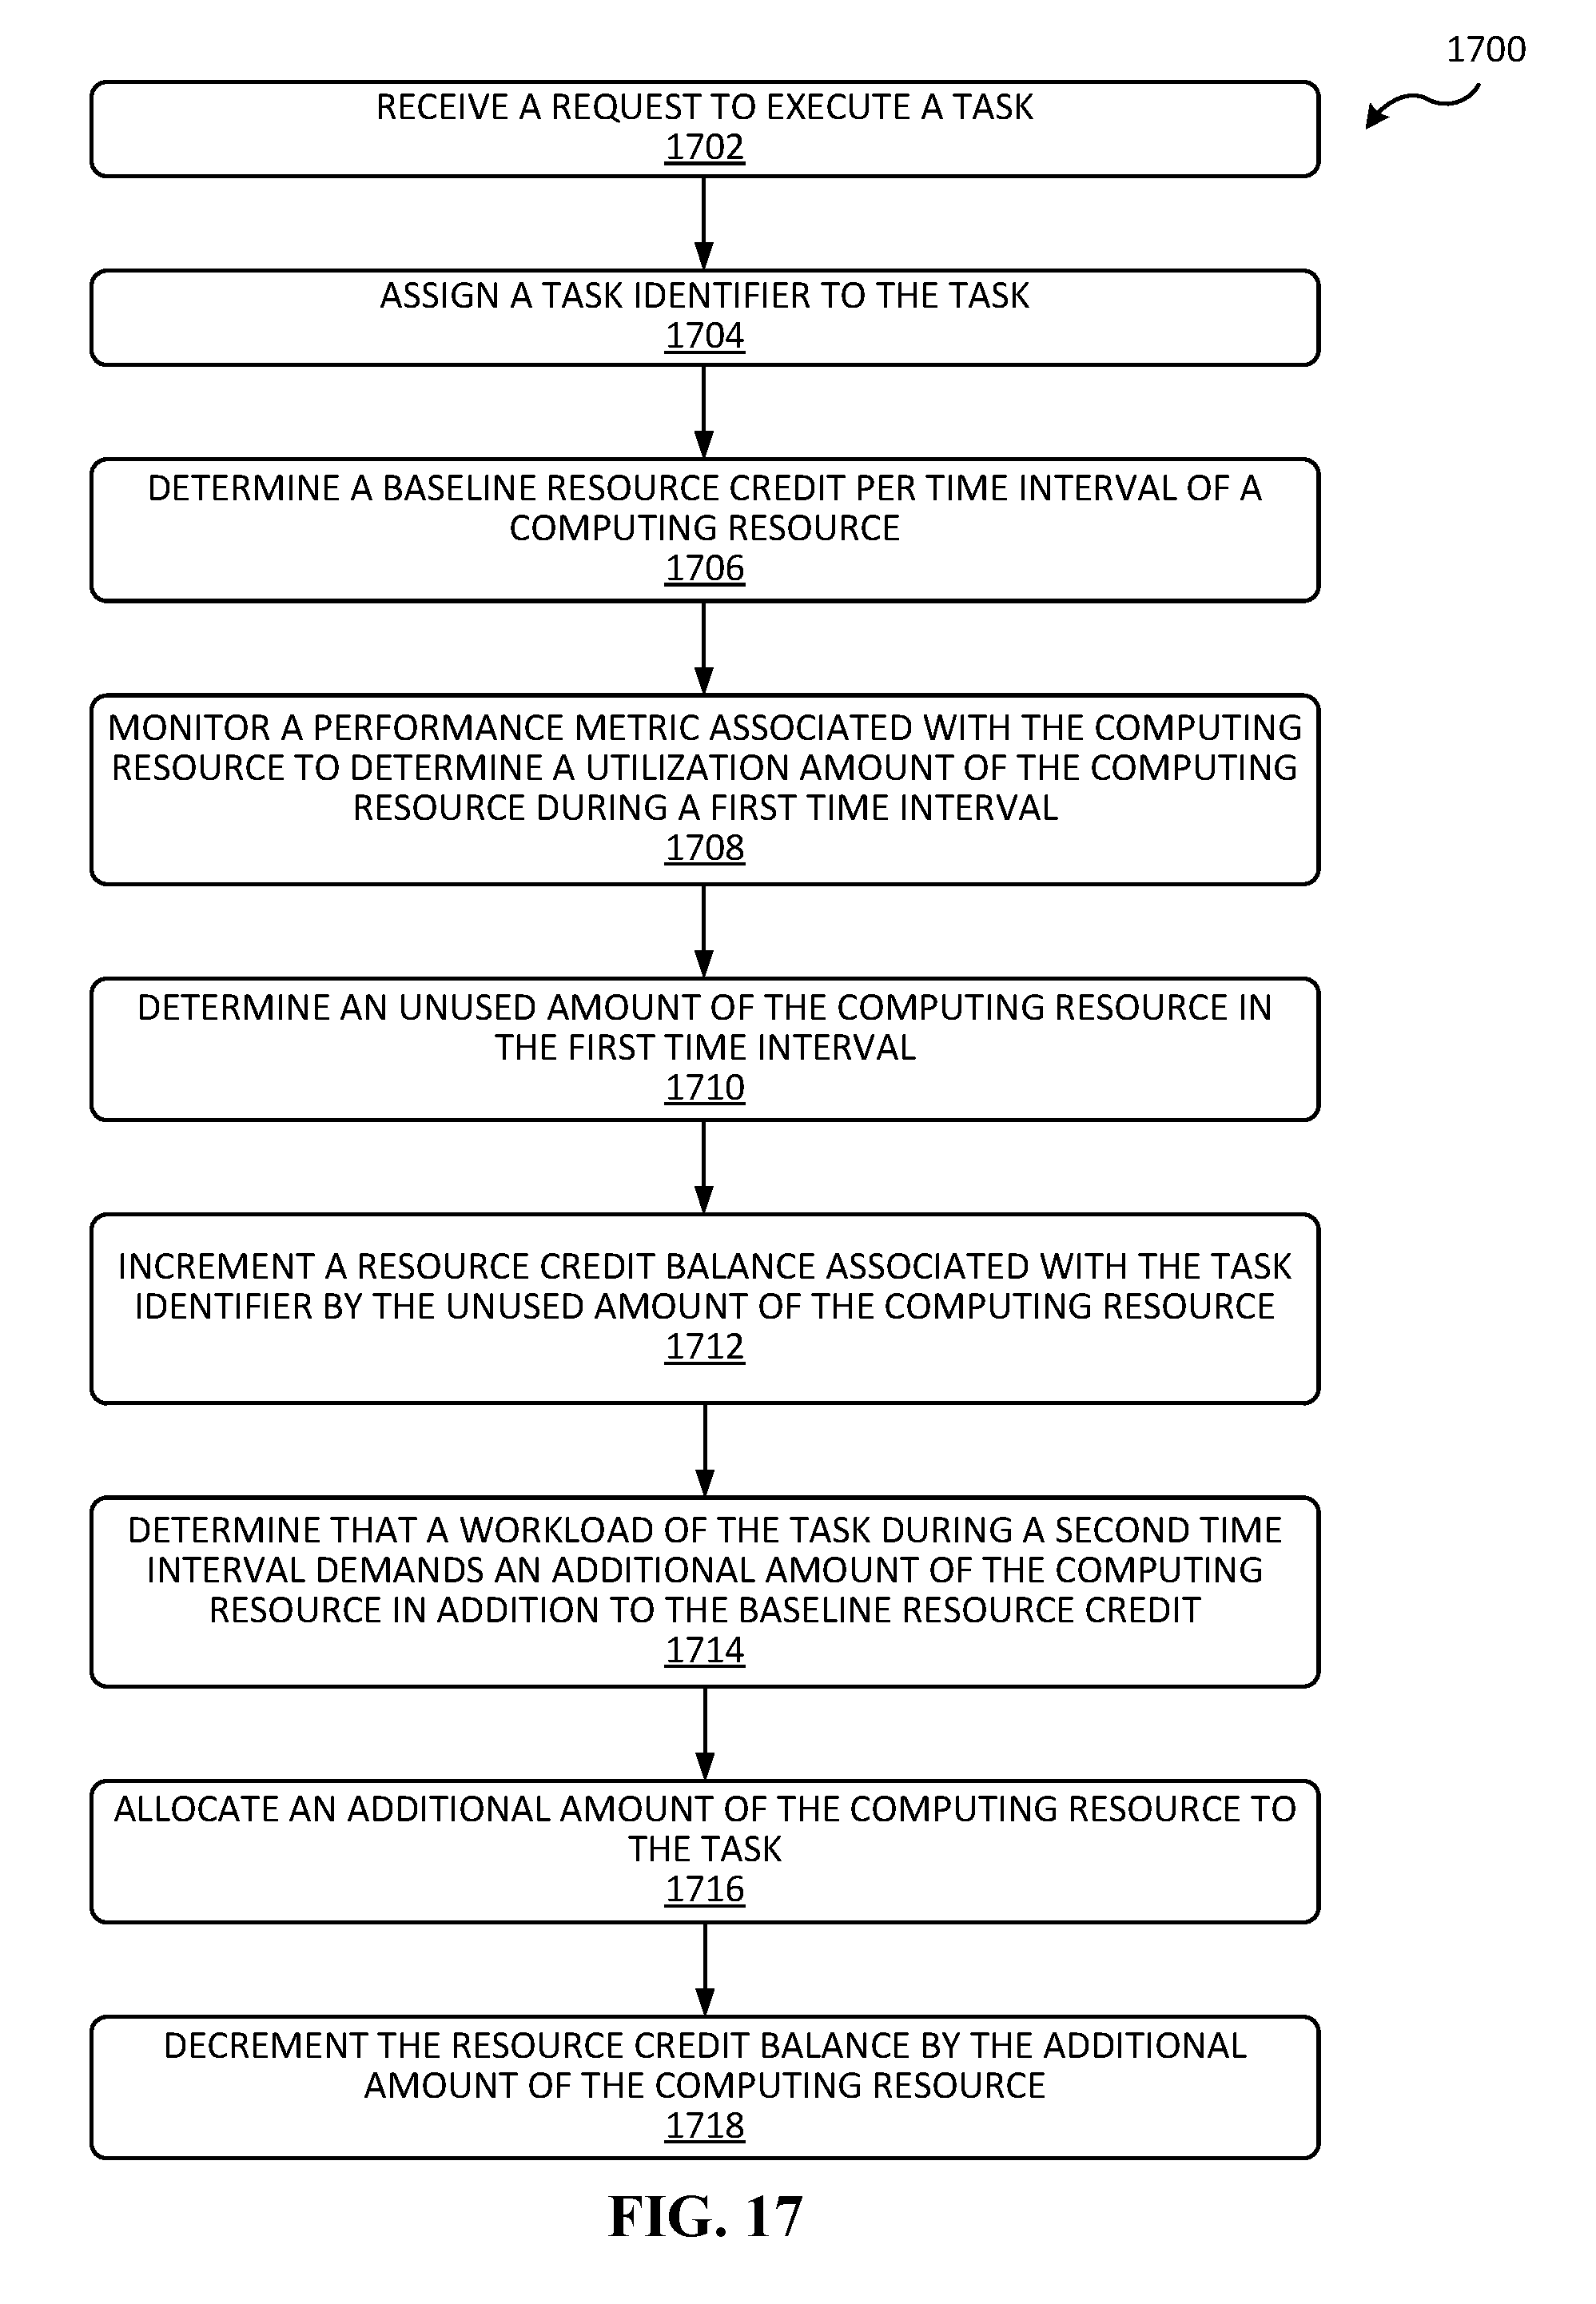 1700
RECEIVE A REQUEST TO EXECUTE A TASK
1702
ASSIGN A TASK IDENTIFIER TO THE TASK
1704
DETERMINE A BASELINE RESOURCE CREDIT PER TIME INTERVAL OF A
COMPUTING RESOURCE
1706
MONITOR A PERFORMANCE METRIC ASSOCIATED WITH THE COMPUTING
RESOURCE TO DETERMINE A UTILIZATION AMOUNT OF THE COMPUTING
RESOURCE DURING A FIRST TIME INTERVAL
1708
DETERMINE AN UNUSED AMOUNT OF THE COMPUTING RESOURCE IN
THE FIRST TIME INTERVAL
1710
INCREMENT A RESOURCE CREDIT BALANCE ASSOCIATED WITH THE TASK
IDENTIFIER BY THE UNUSED AMOUNT OF THE COMPUTING RESOURCE
1712
DETERMINE THAT A WORKLOAD OF THE TASK DURING A SECOND TIME
INTERVAL DEMANDS AN ADDITIONAL AMOUNT OF THE COMPUTING
RESOURCE IN ADDITION TO THE BASELINE RESOURCE CREDIT
1714
ALLOCATE AN ADDITIONAL AMOUNT OF THE COMPUTING RESOURCE TO
THE TASK
1716
DECREMENT THE RESOURCE CREDIT BALANCE BY THE ADDITIONAL
AMOUNT OF THE COMPUTING RESOURCE
1718
FIG. 17